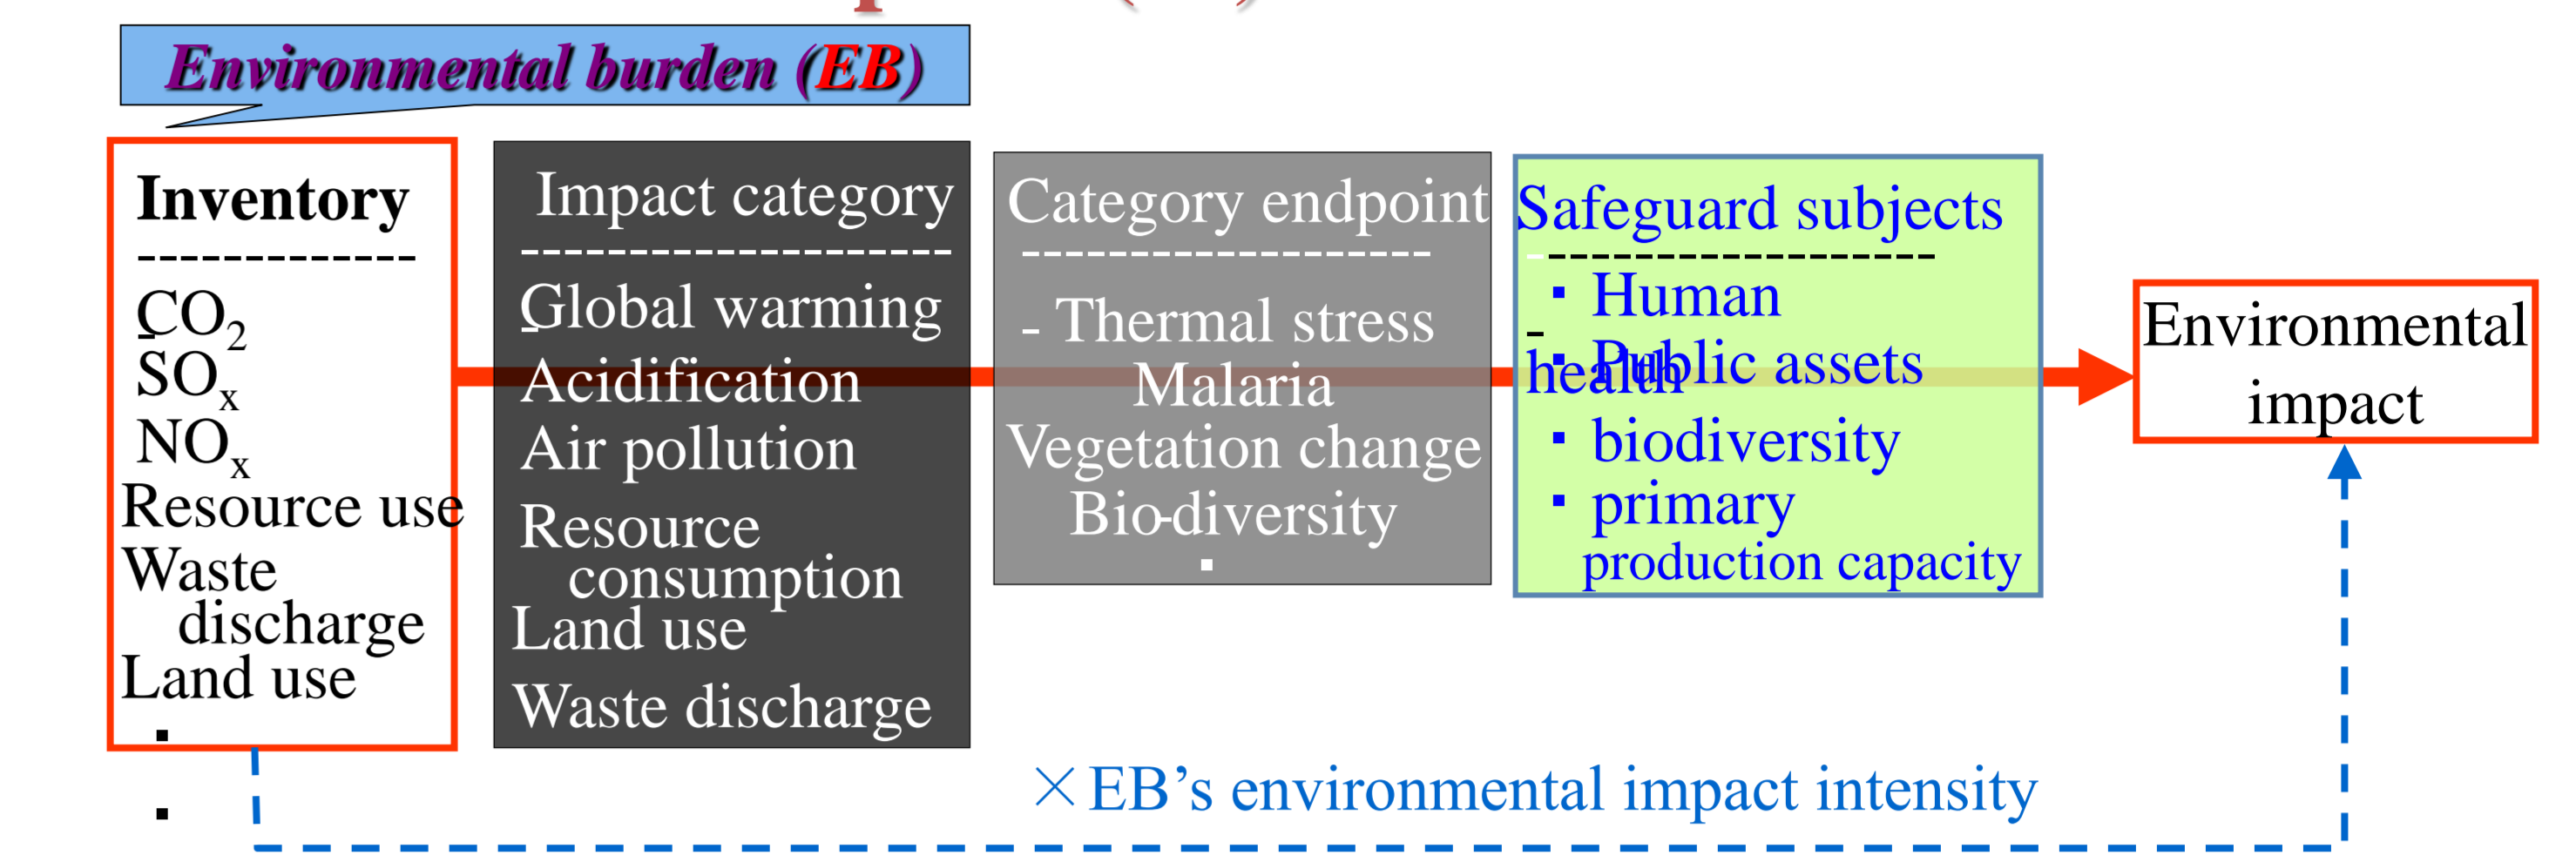 Environmental burden (EB)
Inventory
--------------
CO2
SOx
NOx
Resource use
Waste
discharge
Land use
Impact category
----------------------
Global warming
Acidification
Air pollution
Resource
consumption
Land use
Waste discharge
Category endpoint
---------------------
- Thermal stress
Malaria
Vegetation change
Bio-diversity
Safeguard subjects
-------------------
▪ Human
health
▪ Public assets
▪ biodiversity
▪ primary
production capacity
Environmental
impact
×EB’s environmental impact intensity